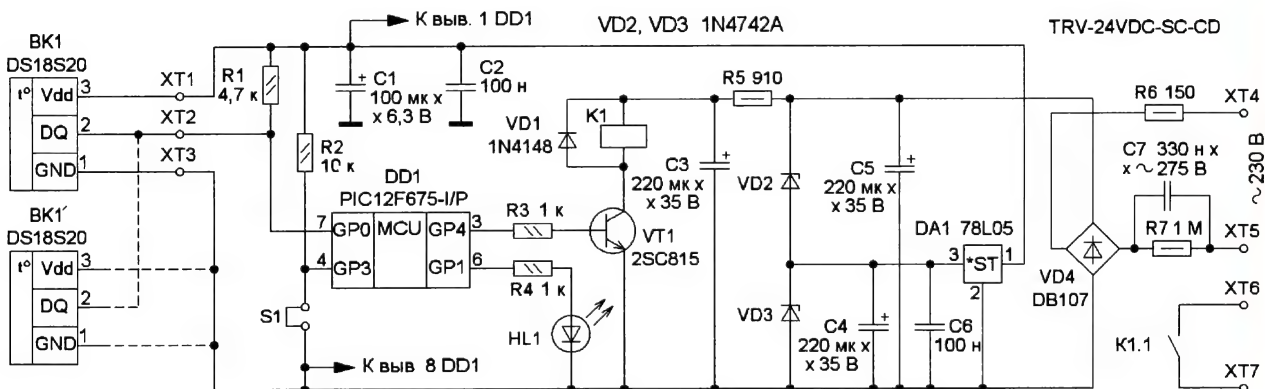 К выв. 1 DD1
VD2, VD3 1N4742A
TRV-24VDC-SC-CD
BK1
DS18S20
t°
Vdd
3
XT1
DQ
2
XT2
GND
1
XT3
R1
4,7 к
C1
100 мк х
х 6,3 В
C2
100 н
R2
10 к
VD1
1N4148
K1
R5 910
C3
220 мк х
х 35 В
VD2
C5
220 мк х
х 35 В
R6 150
XT4
C7 330 н х
х ~ 275 В
~ 230 В
R7 1 М
XT5
BK1′
DS18S20
t°
Vdd
3
DQ
2
GND
1
DD1
PIC12F675-I/P
7
GP0
MCU
GP4
3
4
GP3
GP1
6
R3 1 к
R4 1 к
VT1
2SC815
DA1 78L05
3
*ST
1
2
VD4
DB107
S1
HL1
VD3
C4
220 мк х
х 35 В
C6
100 н
XT6
K1.1
XT7
К выв 8 DD1